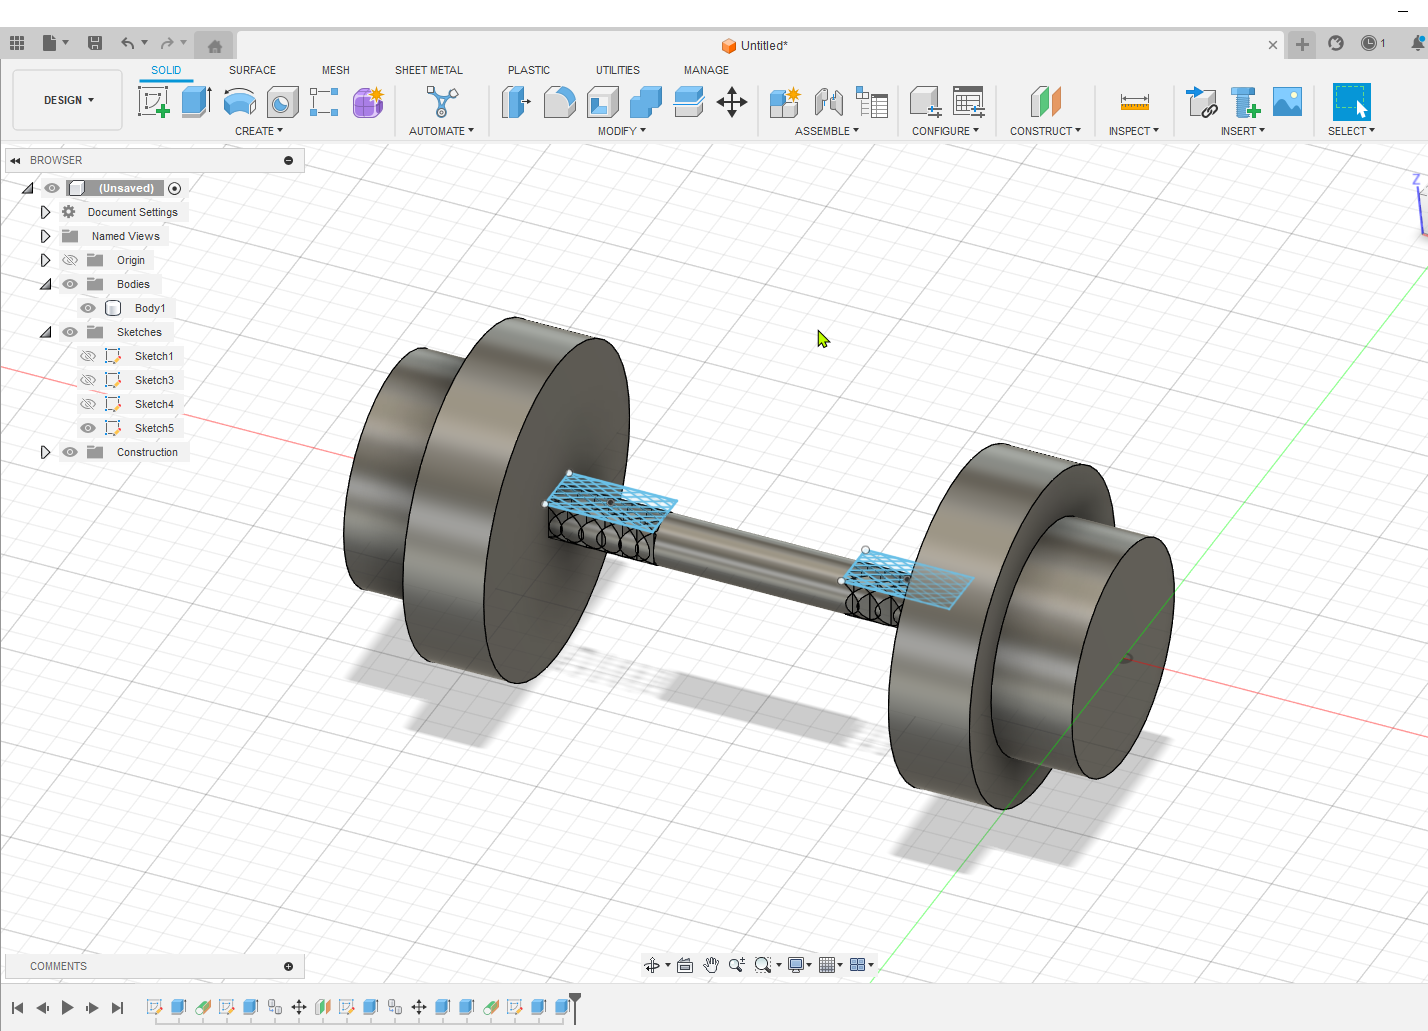 Untitled*
1
SOLID SURFACE MESH SHEET METAL PLASTIC UTILITIES MANAGE
DESIGN
CREATE AUTOMATE MODIFY ASSEMBLE CONFIGURE CONSTRUCT INSPECT INSERT SELECT
BROWSER
(Unsaved)
Z
Document Settings
Named Views
Origin
Bodies
Body1
Sketches
Sketch1
Sketch3
Sketch4
Sketch5
Construction
COMMENTS